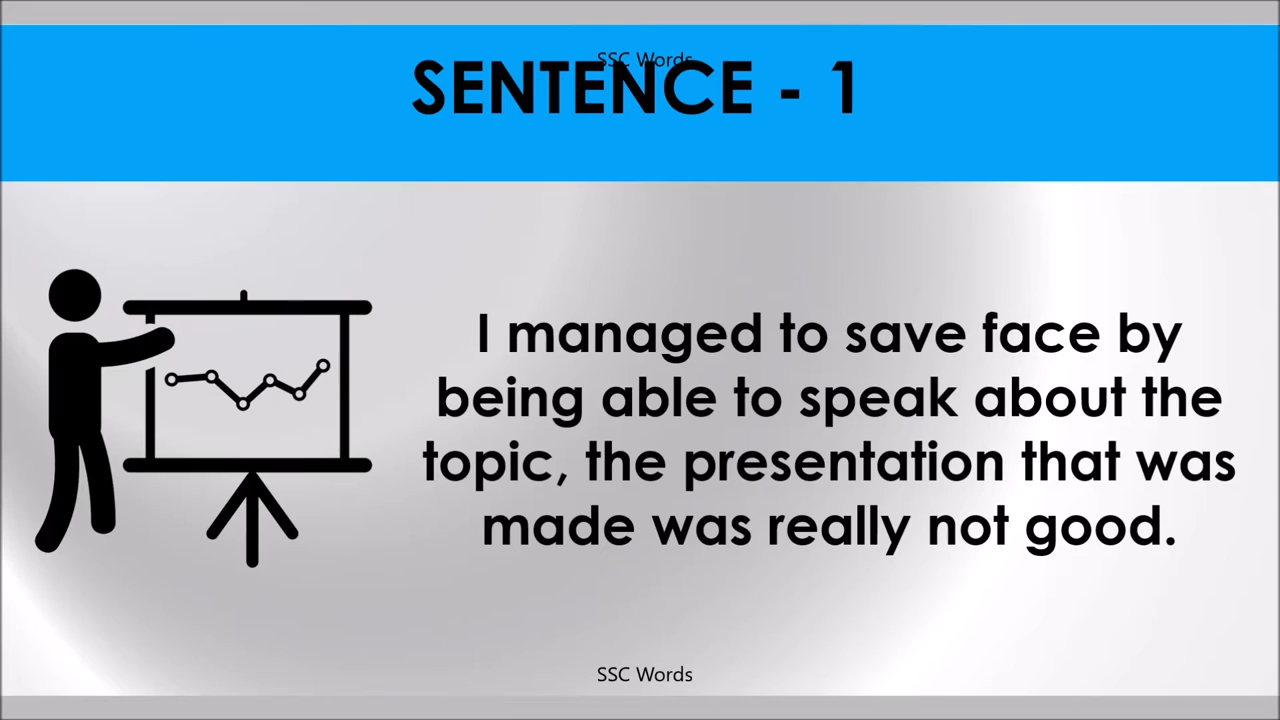 SSC Words
SENTENCE - 1
I managed to save face by
being able to speak about the
topic, the presentation that was
made was really not good.
SSC Words